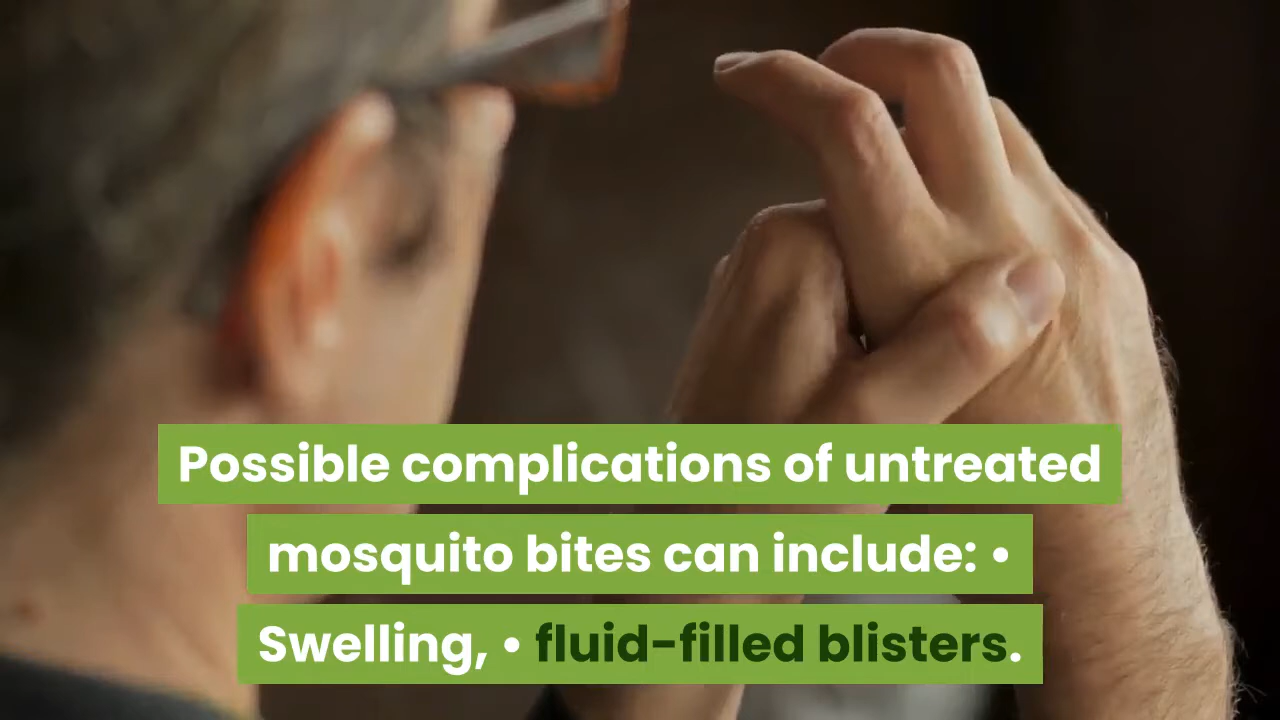 Possible complications of untreated
mosquito bites can include: •
Swelling, • fluid-filled blisters.